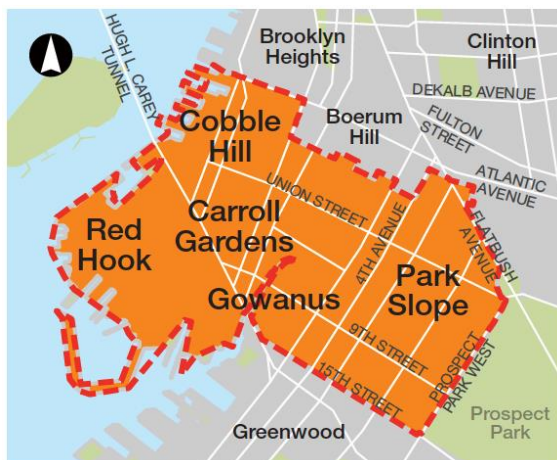 HUGH L. CAREY
TUNNEL
Brooklyn
Heights
Clinton
Hill
DEKALB AVENUE
FULTON
STREET
Boerum
Hill
ATLANTIC
AVENUE
Cobble
Hill
UNION STREET
Carroll
Gardens
Red
Hook
4TH AVENUE
FLATBUSH
AVENUE
Park
Slope
Gowanus
9TH STREET
15TH STREET
PROSPECT
PARK WEST
Prospect
Park
Greenwood